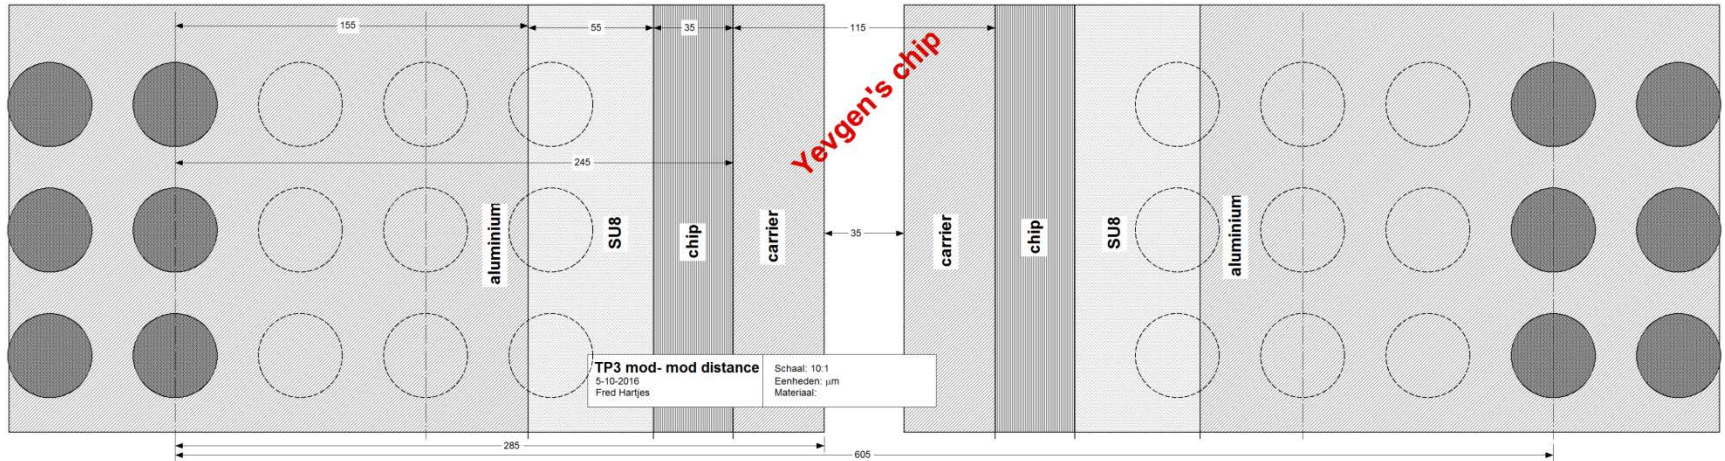 155
55
35
115
Yevgen's chip
245
aluminium
SU8
chip
carrier
35
carrier
chip
SU8
aluminium
TP3 mod- mod distance
5-10-2016
Fred Hartjes
Schaal: 10:1
Eenheden: μm
Materiaal:
285
605